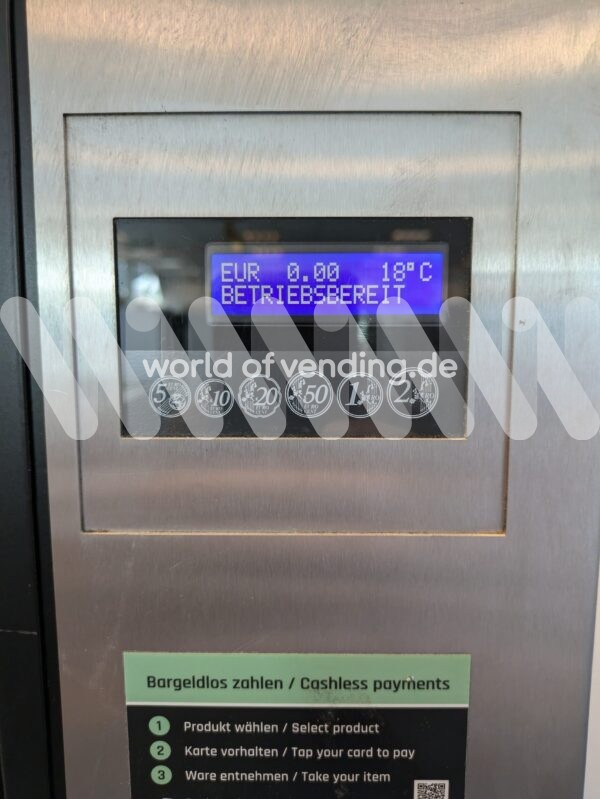 EUR 0.00 18°C
BETRIEBSBEREIT
world of vending.de
5 10 20 50 1 2
Bargeldlos zahlen / Cashless payments
1 Produkt wählen / Select product
2 Karte vorhalten / Tap your card to pay
3 Ware entnehmen / Take your item